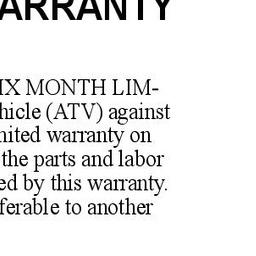 ARRANTY
IX MONTH LIM-
hicle (ATV) against
nited warranty on
the parts and labor
ed by this warranty.
ferable to another